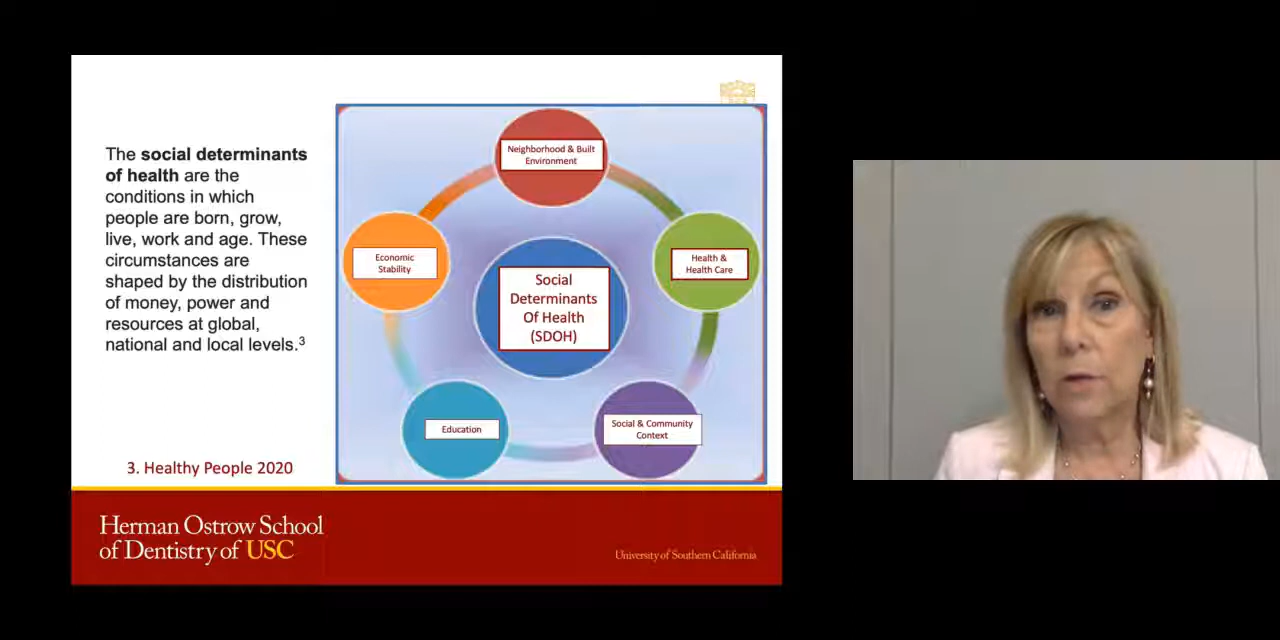 The social determinants
of health are the
conditions in which
people are born, grow,
live, work and age. These
circumstances are
shaped by the distribution
of money, power and
resources at global,
national and local levels.3
3. Healthy People 2020
Neighborhood & Built
Environment
Economic
Stability
Health &
Health Care
Social
Determinants
Of Health
(SDOH)
Education
Social & Community
Context
Herman Ostrow School
of Dentistry of USC
University of Southern California